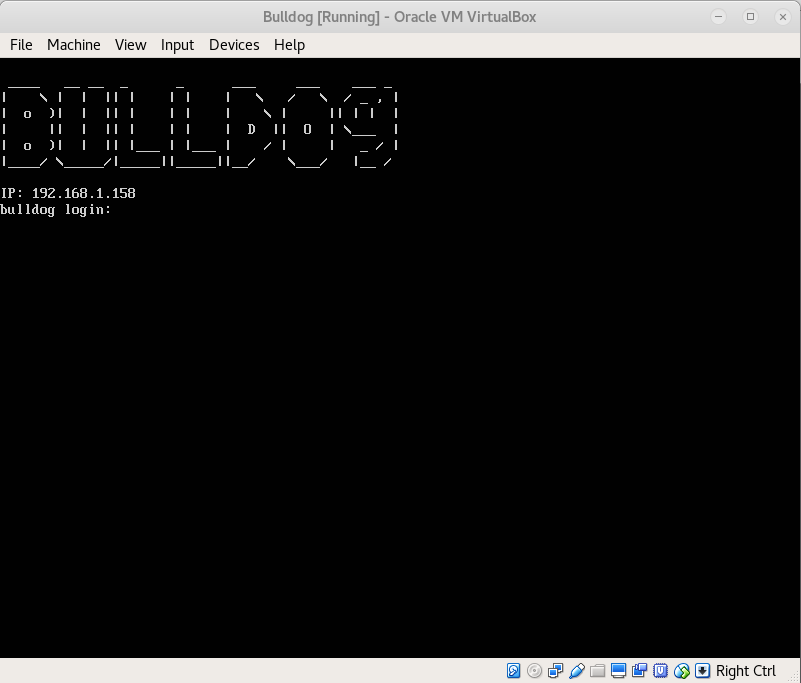 Bulldog [Running] - Oracle VM VirtualBox
File Machine View Input Devices Help
BULLDOG
IP: 192.168.1.158
bulldog login:
Right Ctrl